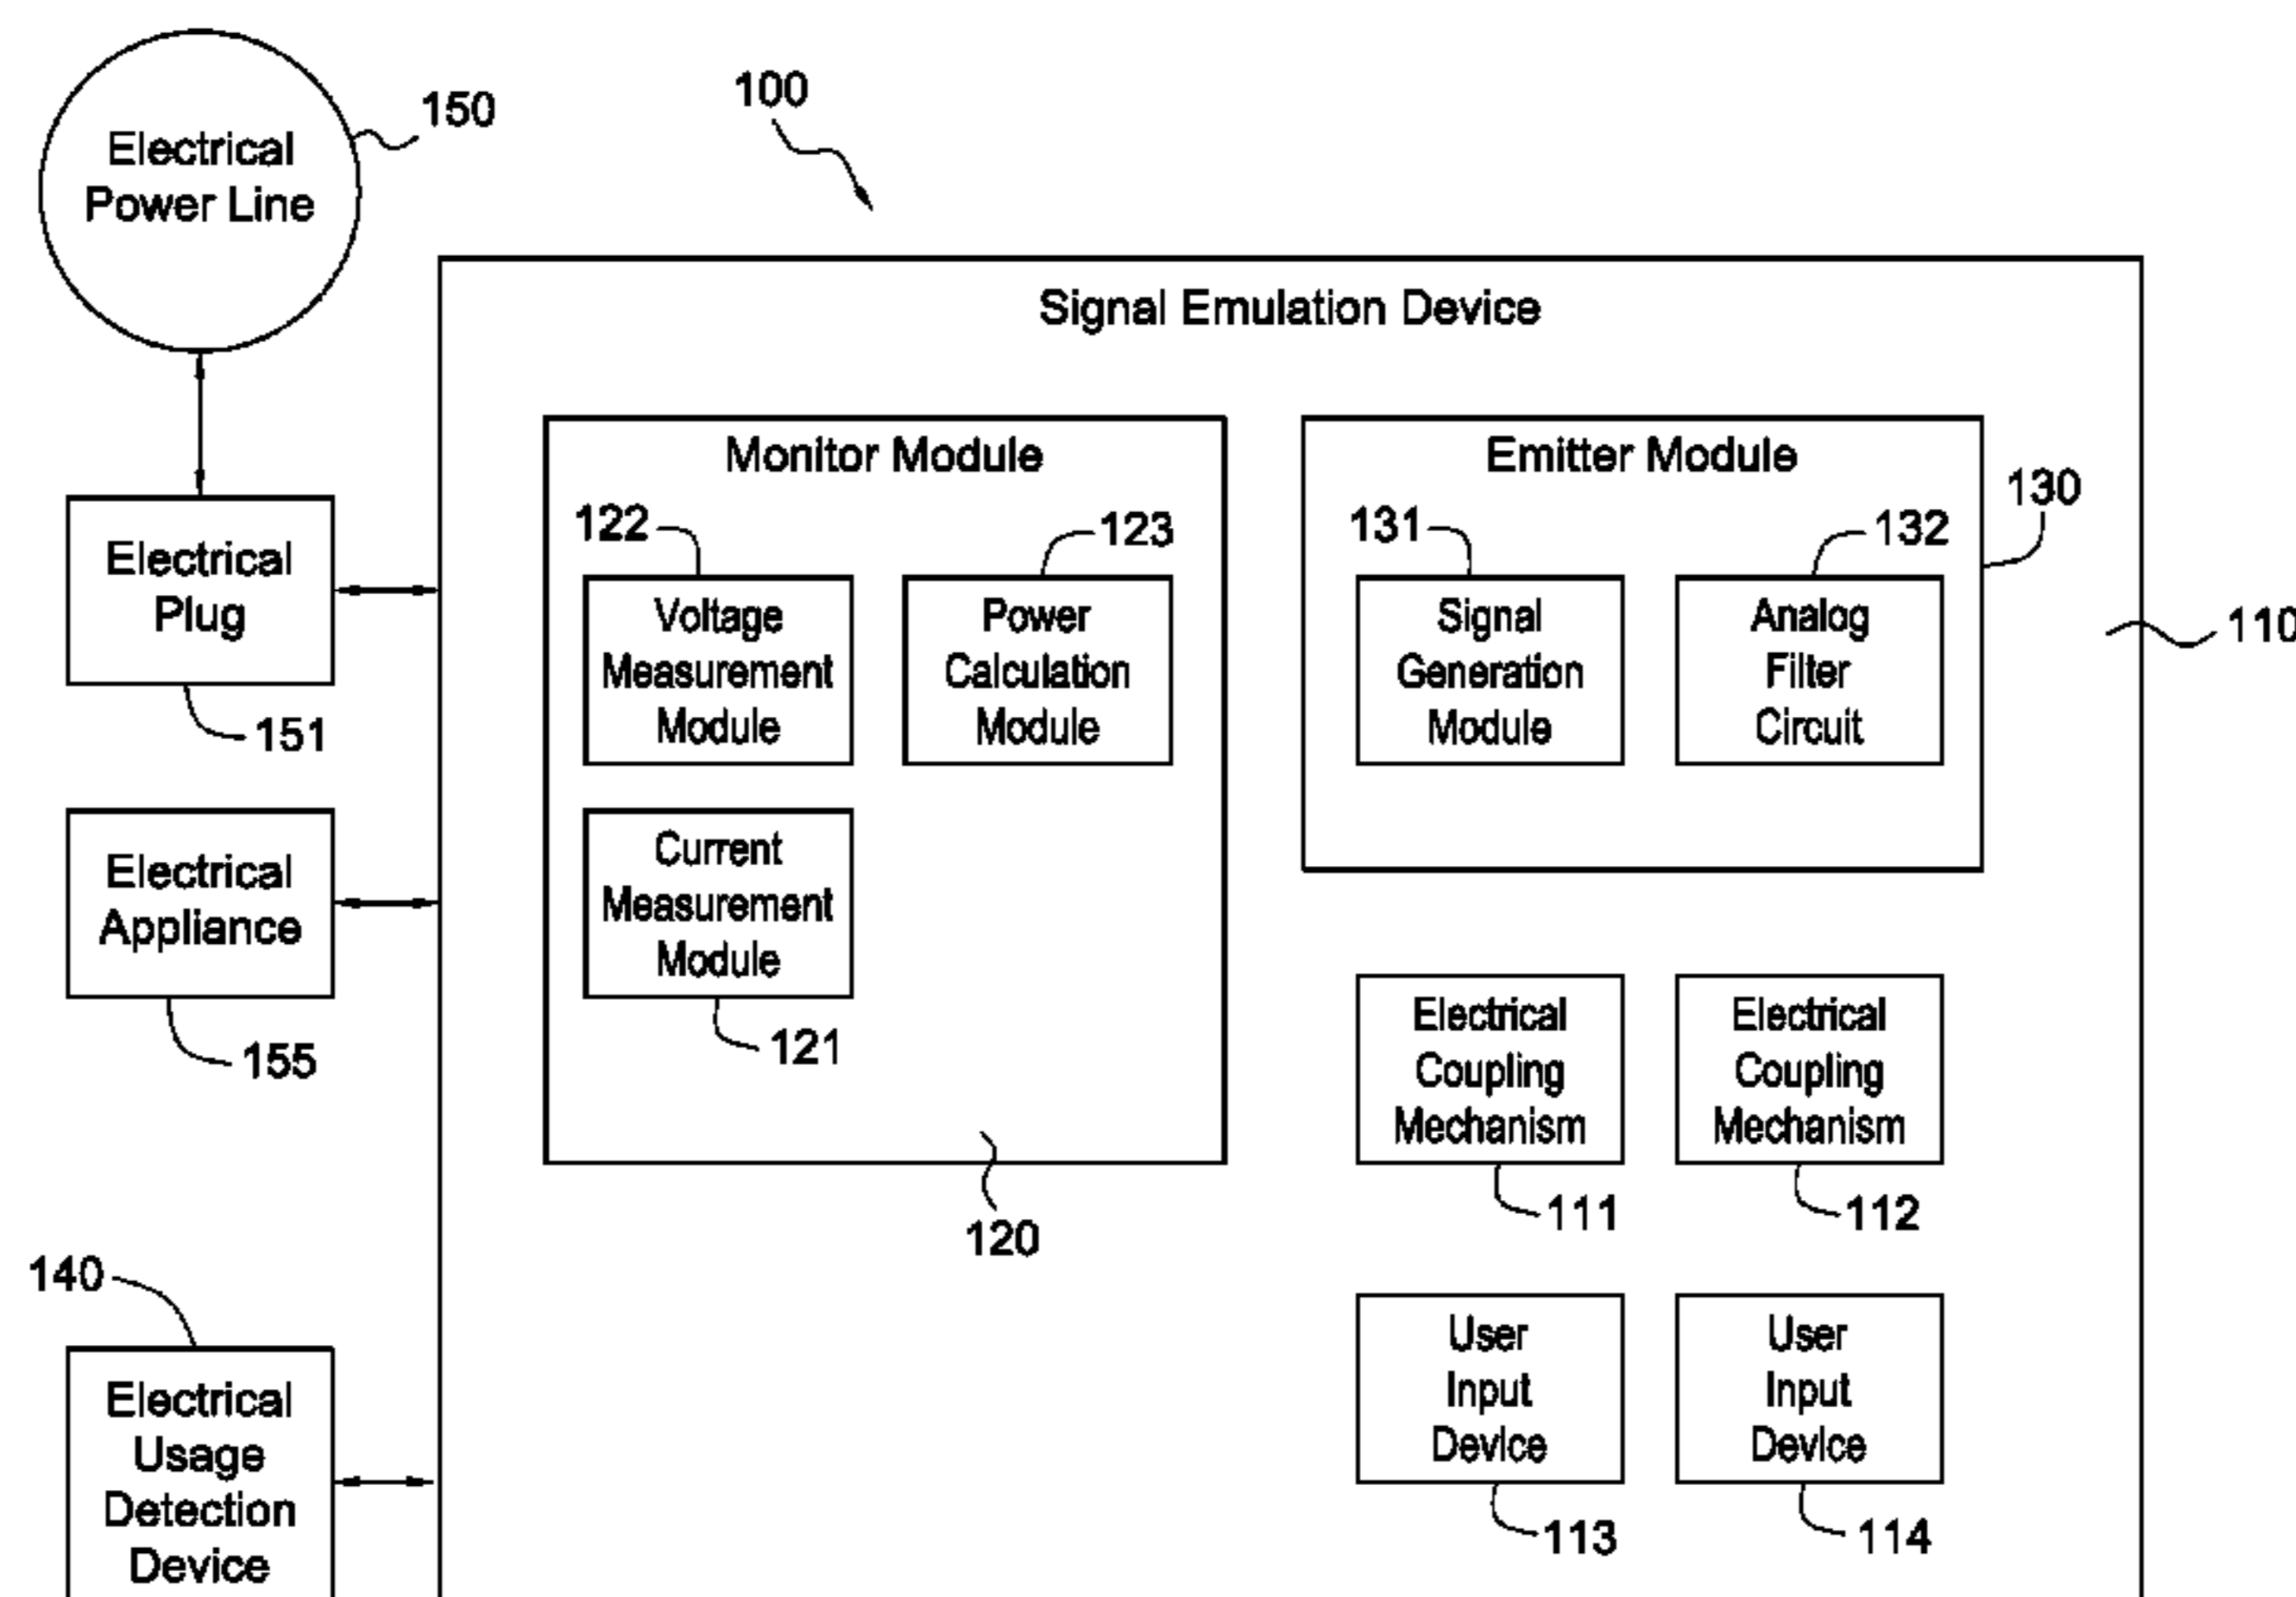 Electrical
Power Line
150
100
Signal Emulation Device
Electrical
Plug
151
Electrical
Appliance
155
140
Electrical
Usage
Detection
Device
Monitor Module
122
123
Voltage
Measurement
Module
Power
Calculation
Module
Current
Measurement
Module
121
120
Emitter Module
131
132
130
Signal
Generation
Module
Analog
Filter
Circuit
110
Electrical
Coupling
Mechanism
111
Electrical
Coupling
Mechanism
112
User
Input
Device
113
User
Input
Device
114